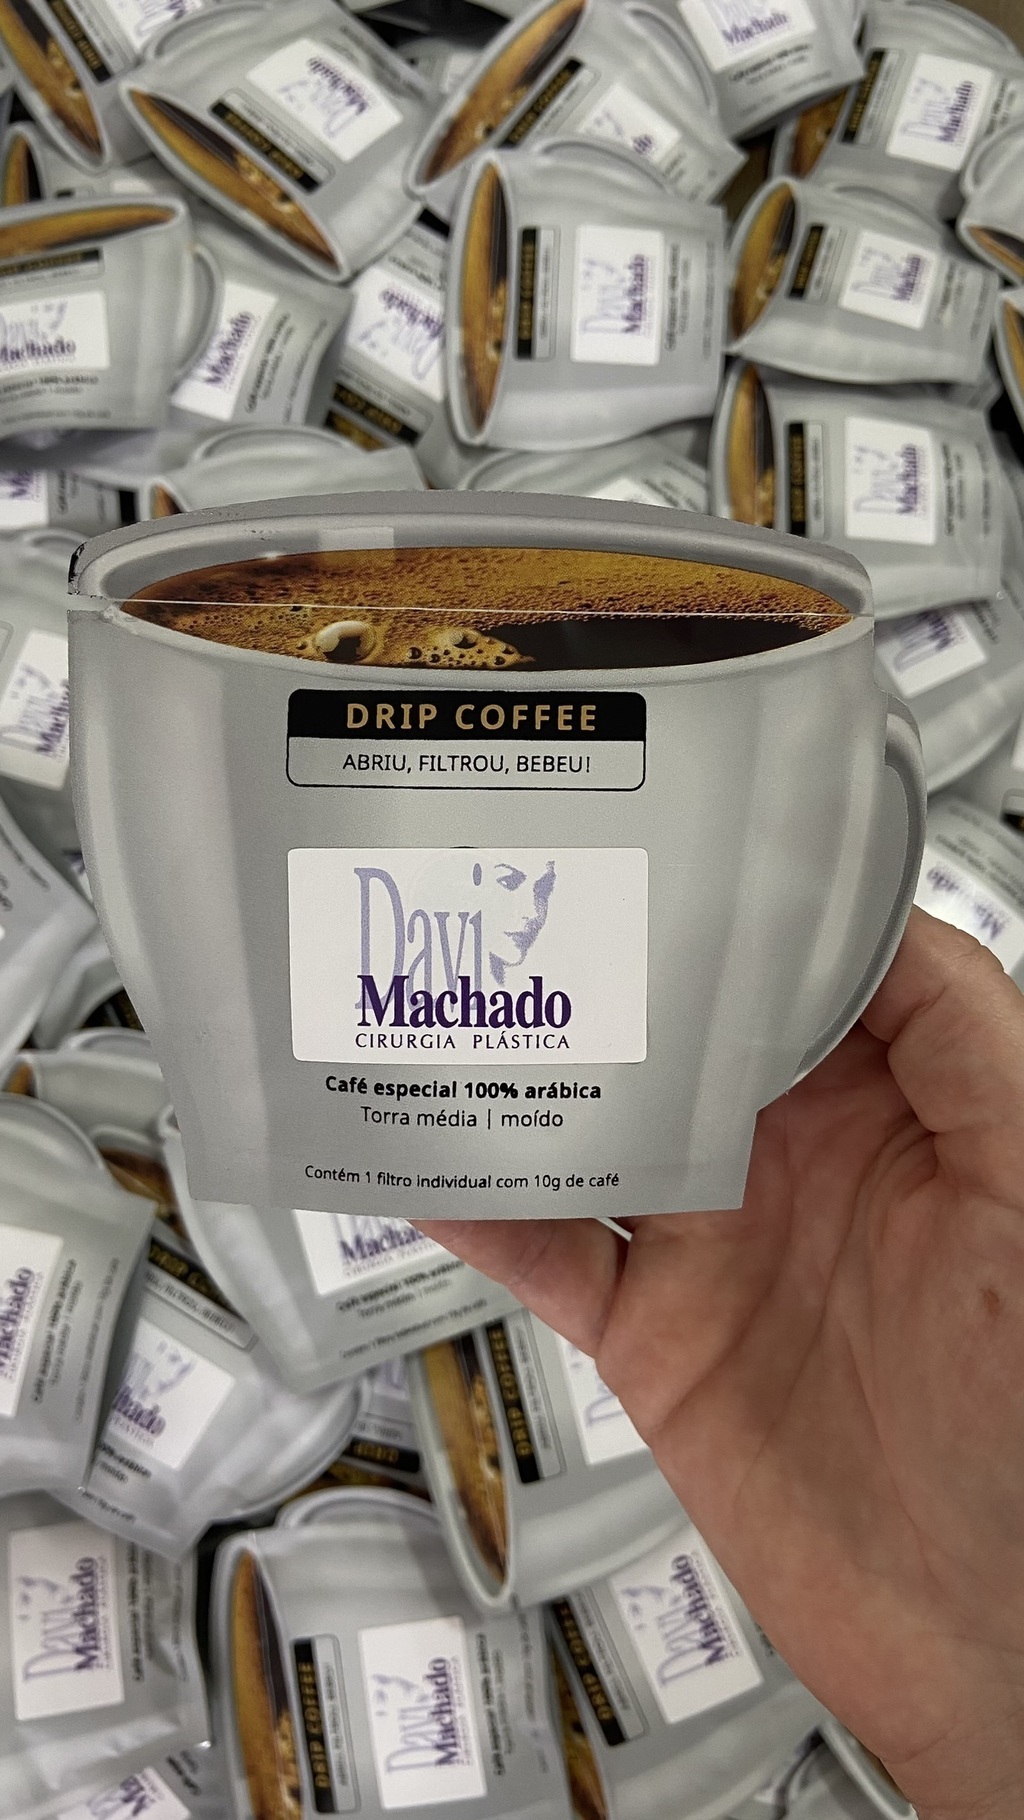 DRIP COFFEE
ABRIU, FILTROU, BEBEU!
Davi
Machado
CIRURGIA PLÁSTICA
Café especial 100% arábica
Torra média | moído
Contém 1 filtro individual com 10g de café